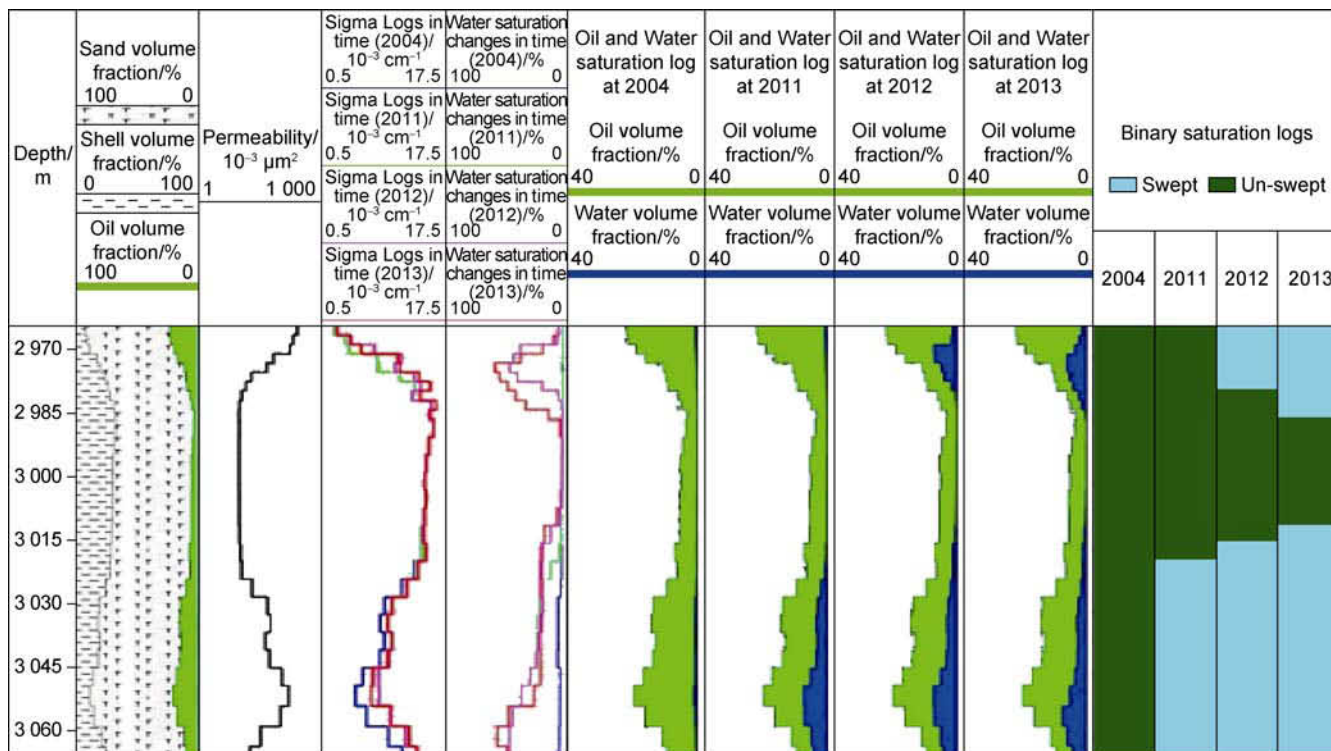 Depth/
m
Sand volume
fraction/%
100 0
Shell volume
fraction/%
0 100
Oil volume
fraction/%
100 0
Permeability/
10⁻³ μm²
1 1 000
Sigma Logs in
time (2004)/
10⁻³ cm⁻¹
0.5 17.5
Sigma Logs in
time (2011)/
10⁻³ cm⁻¹
0.5 17.5
Sigma Logs in
time (2012)/
10⁻³ cm⁻¹
0.5 17.5
Sigma Logs in
time (2013)/
10⁻³ cm⁻¹
0.5 17.5
Water saturation
changes in time
(2004)/%
100 0
Water saturation
changes in time
(2011)/%
100 0
Water saturation
changes in time
(2012)/%
100 0
Water saturation
changes in time
(2013)/%
100 0
Oil and Water
saturation log
at 2004
Oil volume
fraction/%
40 0
Water volume
fraction/%
40 0
Oil and Water
saturation log
at 2011
Oil volume
fraction/%
40 0
Water volume
fraction/%
40 0
Oil and Water
saturation log
at 2012
Oil volume
fraction/%
40 0
Water volume
fraction/%
40 0
Oil and Water
saturation log
at 2013
Oil volume
fraction/%
40 0
Water volume
fraction/%
40 0
Binary saturation logs
Swept Un-swept
2004 2011 2012 2013
2 970
2 985
3 000
3 015
3 030
3 045
3 060